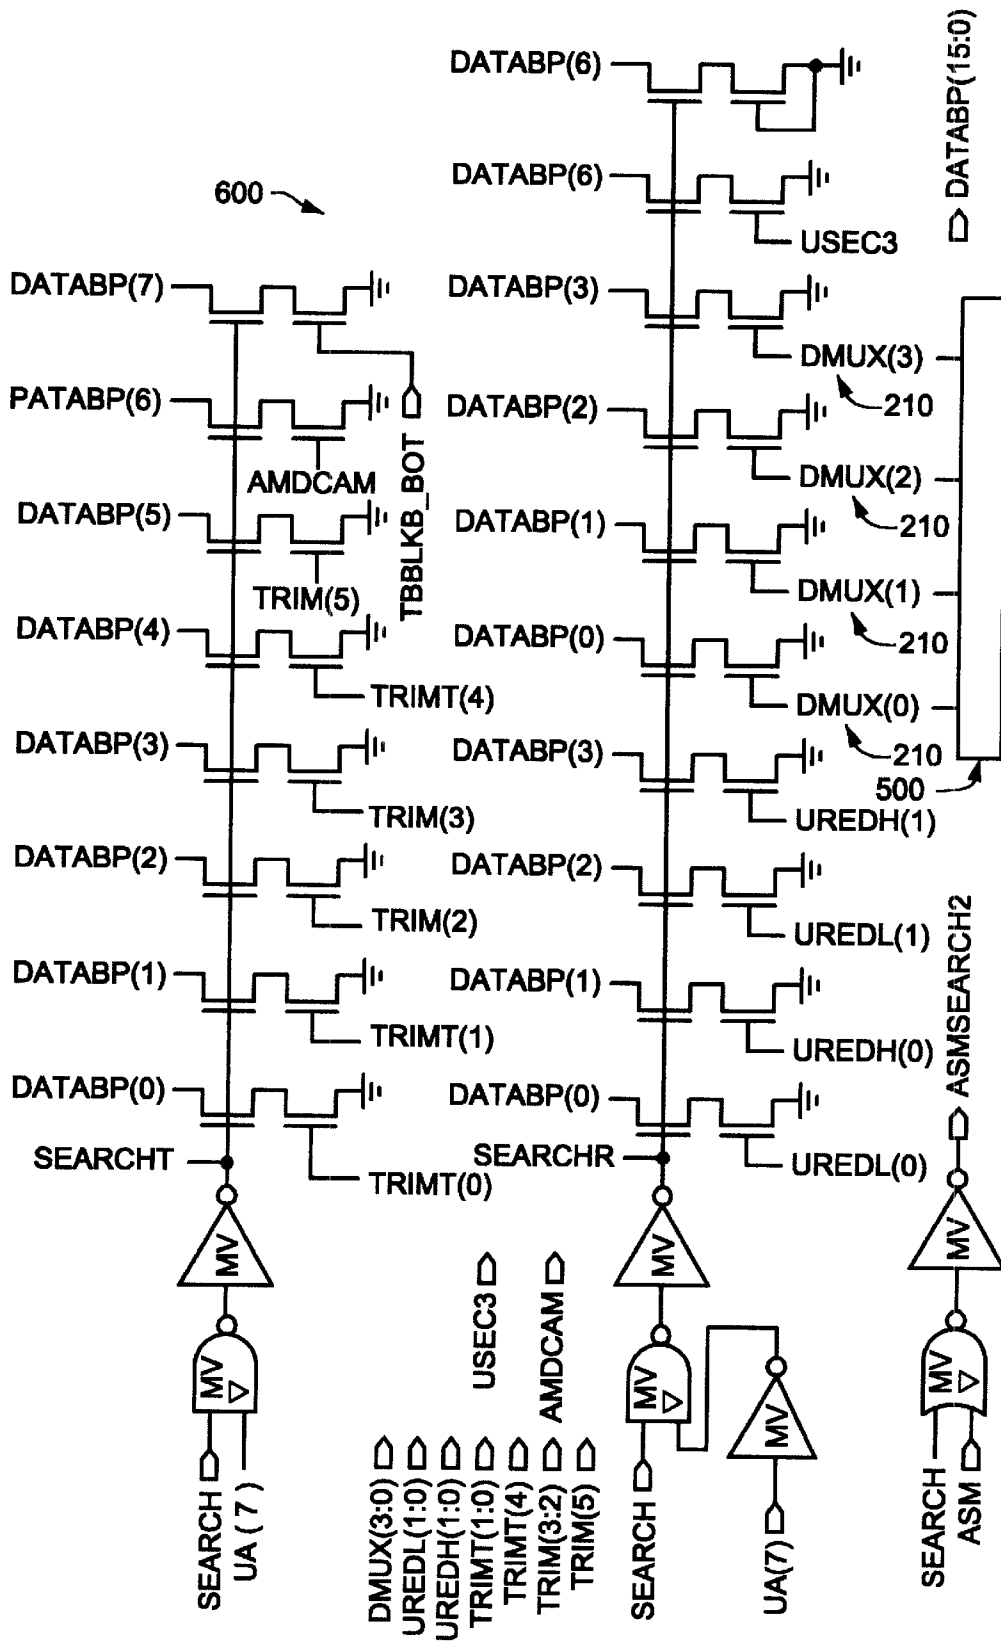 600
DATABP(7)
PATABP(6)
AMDCAM
TBBLKB_BOT
DATABP(5)
TRIM(5)
DATABP(4)
TRIMT(4)
DATABP(3)
TRIM(3)
DATABP(2)
TRIM(2)
DATABP(1)
TRIMT(1)
DATABP(0)
TRIMT(0)
SEARCHT
MV
MV
SEARCH
UA ( 7 )
DATABP(6)
DATABP(6)
USEC3
DATABP(3)
DMUX(3)
210
DATABP(2)
DMUX(2)
210
DATABP(1)
DMUX(1)
210
DATABP(0)
DMUX(0)
210
500
DATABP(3)
UREDH(1)
DATABP(2)
UREDL(1)
DATABP(1)
UREDH(0)
DATABP(0)
UREDL(0)
SEARCHR
MV
MV
SEARCH
MV
UA(7)
DATABP(15:0)
ASMSEARCH2
MV
MV
SEARCH
ASM
USEC3
AMDCAM
DMUX(3:0)
UREDL(1:0)
UREDH(1:0)
TRIMT(1:0)
TRIMT(4)
TRIM(3:2)
TRIM(5)